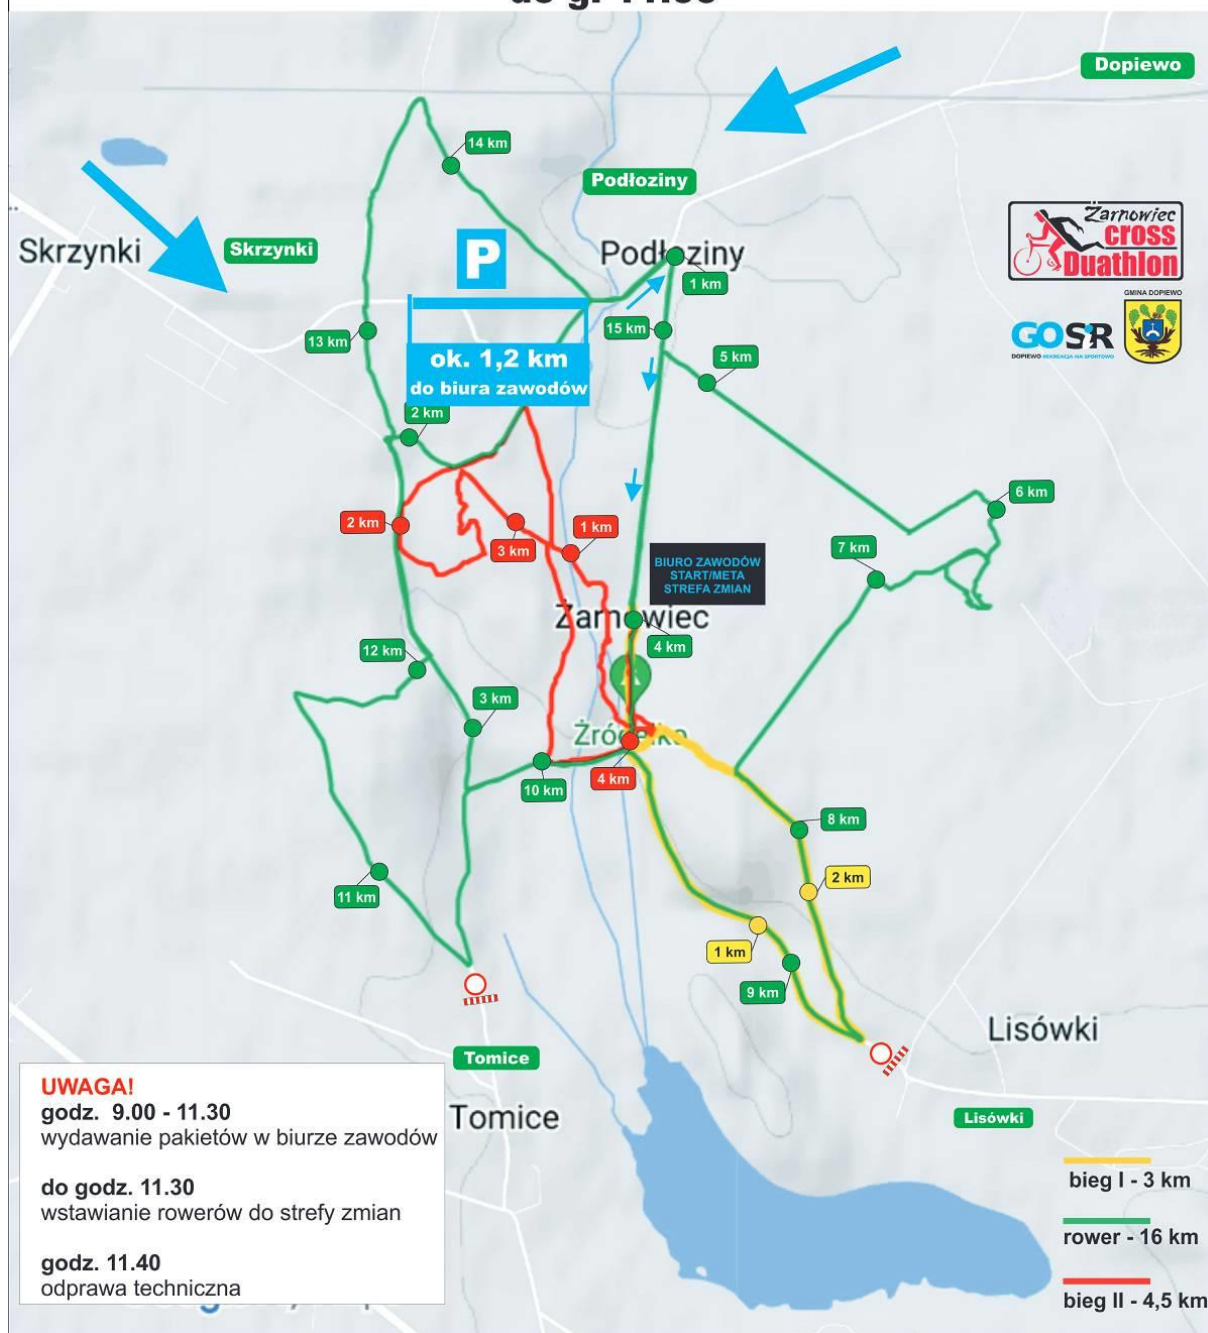 Dopiewo
14 km
Podłoziny
Żarnowiec
cross
Duathlon
Skrzynki
Skrzynki
P
Podłoziny
1 km
GMINA DOPIEWO
GOSiR
DOPIEWO REKREACJA NA SPORTOWO
13 km
15 km
ok. 1,2 km
do biura zawodów
5 km
2 km
6 km
2 km
3 km
1 km
7 km
BIURO ZAWODÓW
START/META
STREFA ZMIAN
Żarnowiec
4 km
12 km
3 km
Źródełko
10 km
4 km
8 km
11 km
2 km
1 km
9 km
Lisówki
Tomice
Tomice
Lisówki
UWAGA!
godz. 9.00 - 11.30
wydawanie pakietów w biurze zawodów
do godz. 11.30
wstawianie rowerów do strefy zmian
godz. 11.40
odprawa techniczna
bieg I - 3 km
rower - 16 km
bieg II - 4,5 km